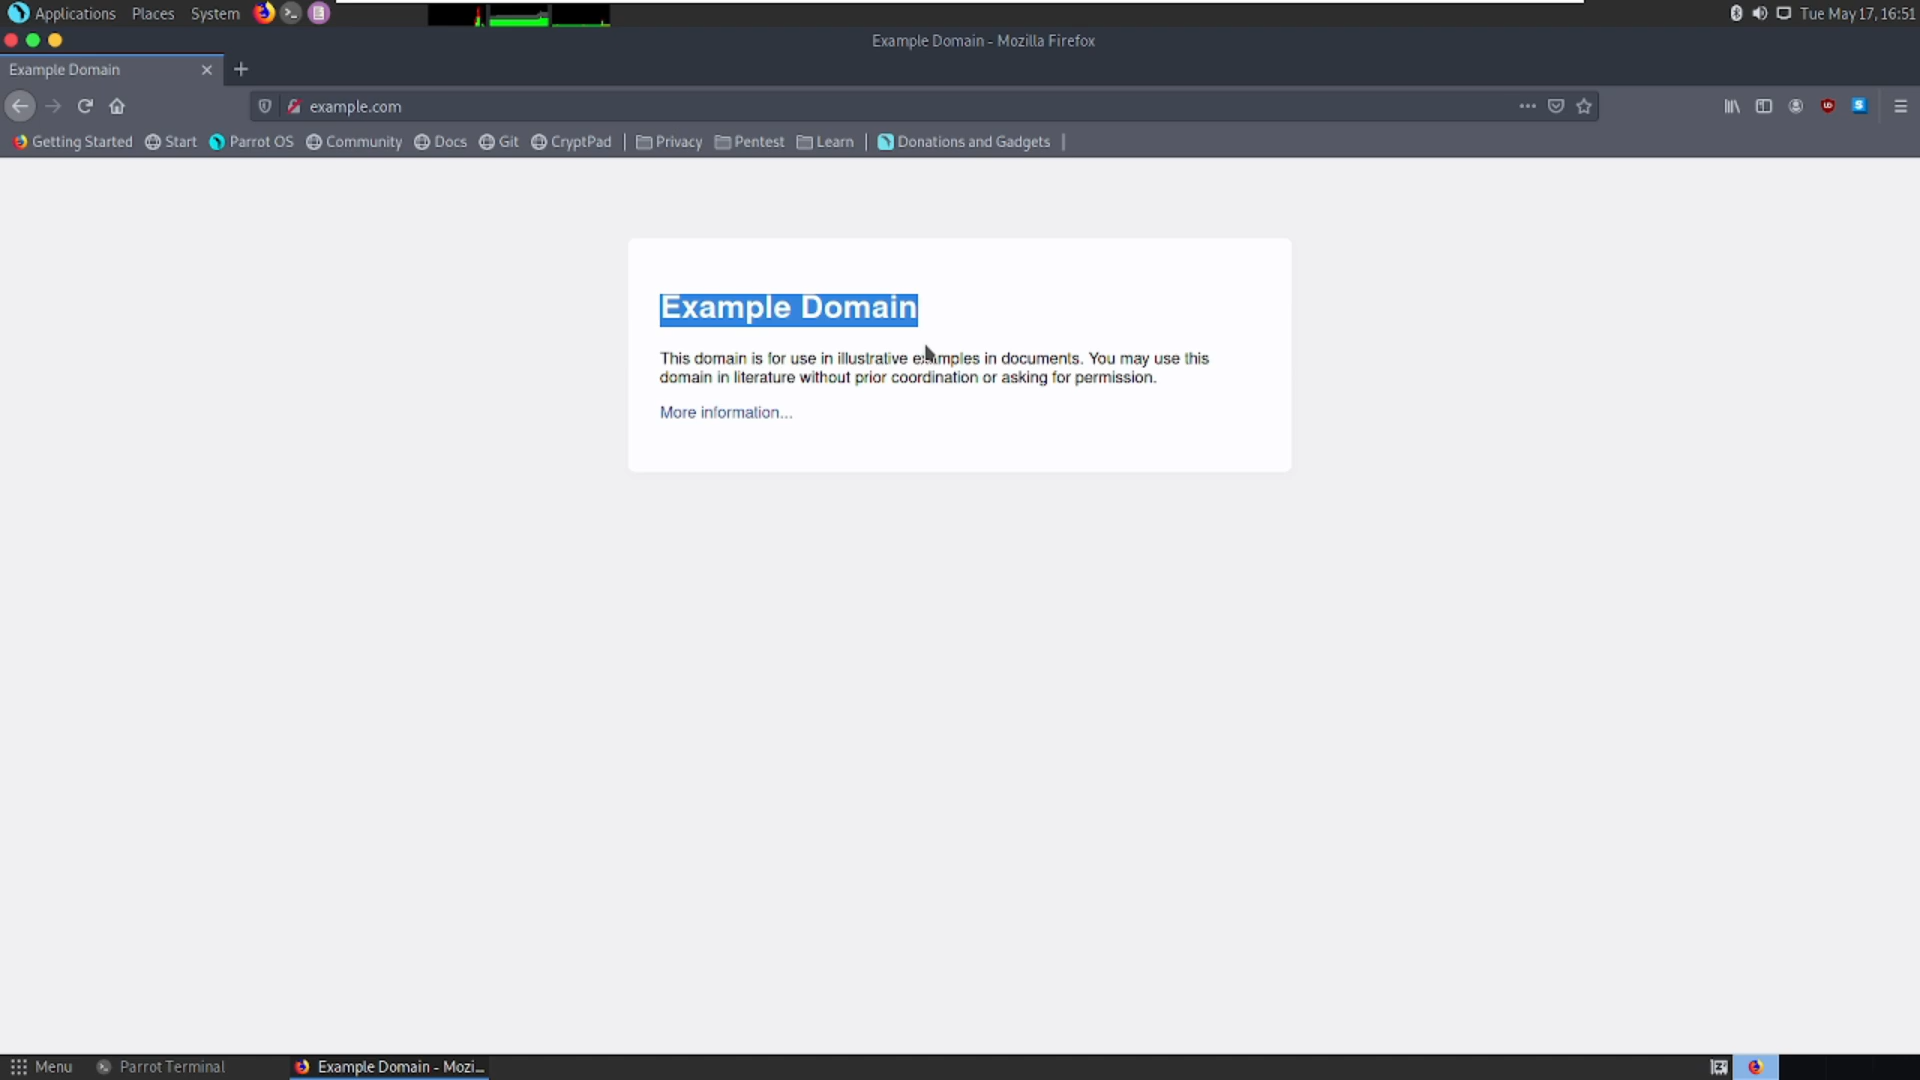 Applications Places System Tue May 17, 16:51
Example Domain - Mozilla Firefox
Example Domain
example.com
Getting Started Start Parrot OS Community Docs Git CryptPad Privacy Pentest Learn Donations and Gadgets
Example Domain
This domain is for use in illustrative examples in documents. You may use this
domain in literature without prior coordination or asking for permission.
More information...
Menu Parrot Terminal Example Domain - Mozi...